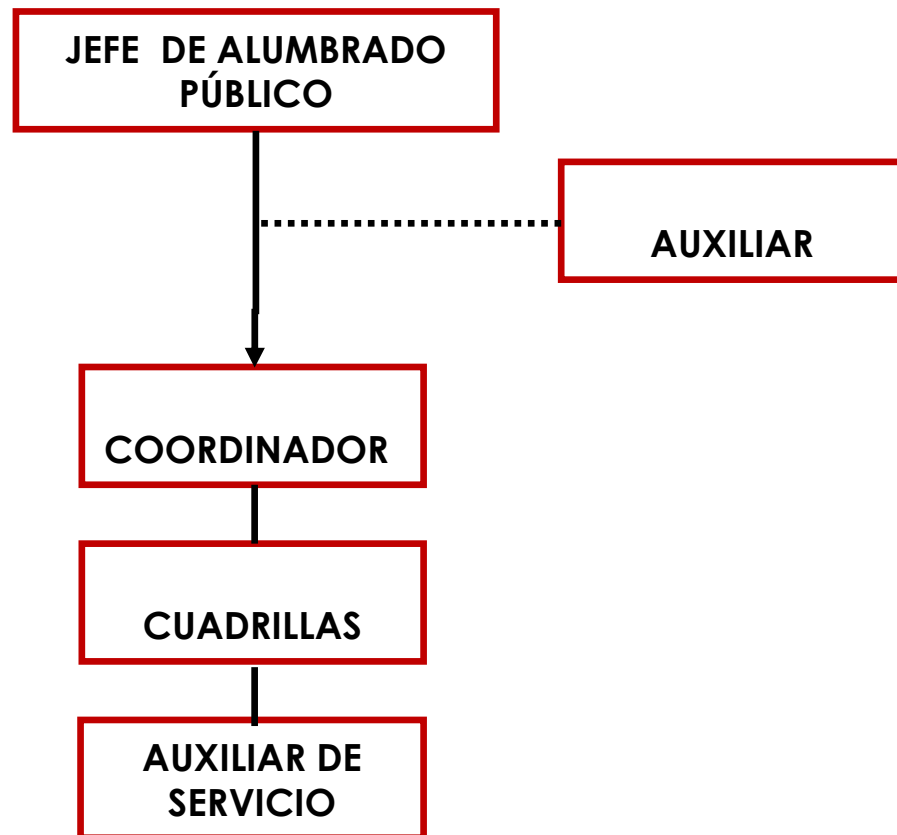 JEFE DE ALUMBRADO
PÚBLICO
AUXILIAR
COORDINADOR
CUADRILLAS
AUXILIAR DE
SERVICIO